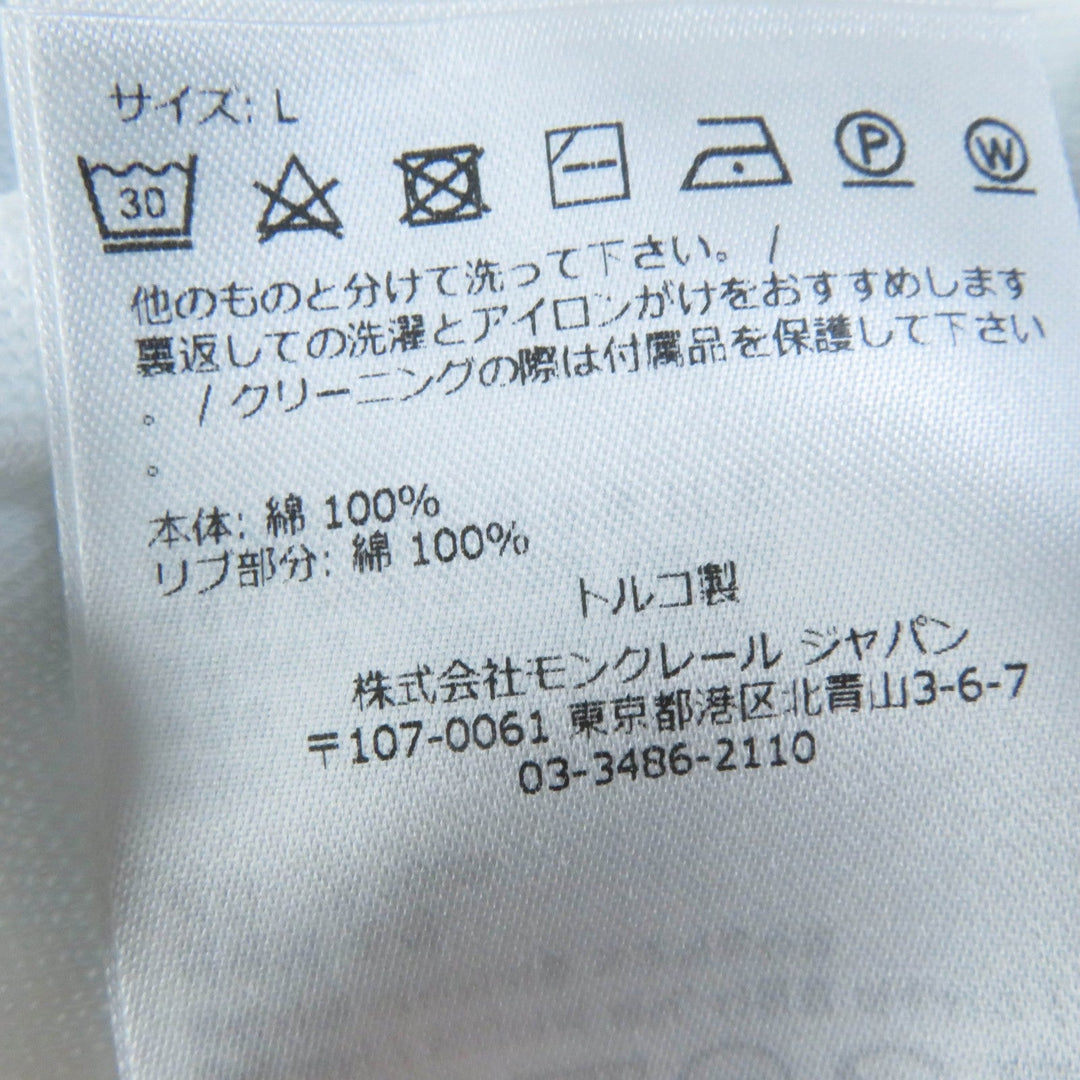 サイズ: L
30
P
W
他のものと分けて洗って下さい。 /
裏返しての洗濯とアイロンがけをおすすめします
。 / クリーニングの際は付属品を保護して下さい
。
本体: 綿 100%
リブ部分: 綿 100%
トルコ製
株式会社モンクレール ジャパン
〒107-0061 東京都港区北青山3-6-7
03-3486-2110